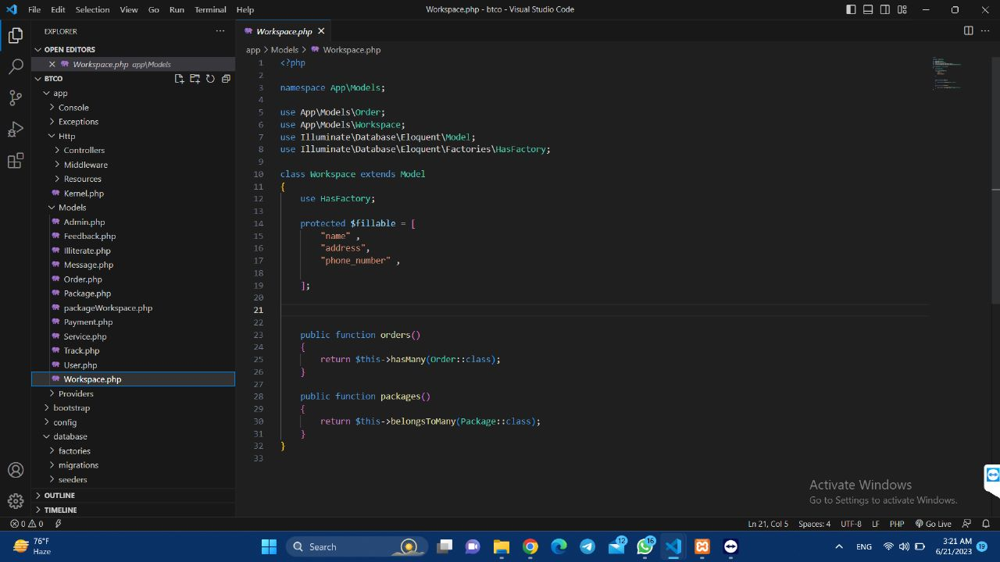 File Edit Selection View Go Run Terminal Help
Workspace.php - btco - Visual Studio Code
EXPLORER
OPEN EDITORS
Workspace.php app\Models
BTCO
app
Console
Exceptions
Http
Controllers
Middleware
Resources
Kernel.php
Models
Admin.php
Feedback.php
Illiterate.php
Message.php
Order.php
Package.php
packageWorkspace.php
Payment.php
Service.php
Track.php
User.php
Workspace.php
Providers
bootstrap
config
database
factories
migrations
seeders
OUTLINE
TIMELINE
Workspace.php
app > Models > Workspace.php
1 <?php
2
3 namespace App\Models;
4
5 use App\Models\Order;
6 use App\Models\Workspace;
7 use Illuminate\Database\Eloquent\Model;
8 use Illuminate\Database\Eloquent\Factories\HasFactory;
9
10 class Workspace extends Model
11 {
12 use HasFactory;
13
14 protected $fillable = [
15 "name" ,
16 "address",
17 "phone_number" ,
18
19 ];
20
21
22
23 public function orders()
24 {
25 return $this->hasMany(Order::class);
26 }
27
28 public function packages()
29 {
30 return $this->belongsToMany(Package::class);
31 }
32 }
33
Activate Windows
Go to Settings to activate Windows.
0 0
Ln 21, Col 5 Spaces: 4 UTF-8 LF PHP Go Live
76°F
Haze
Search
12
16
ENG
3:21 AM
6/21/2023
19